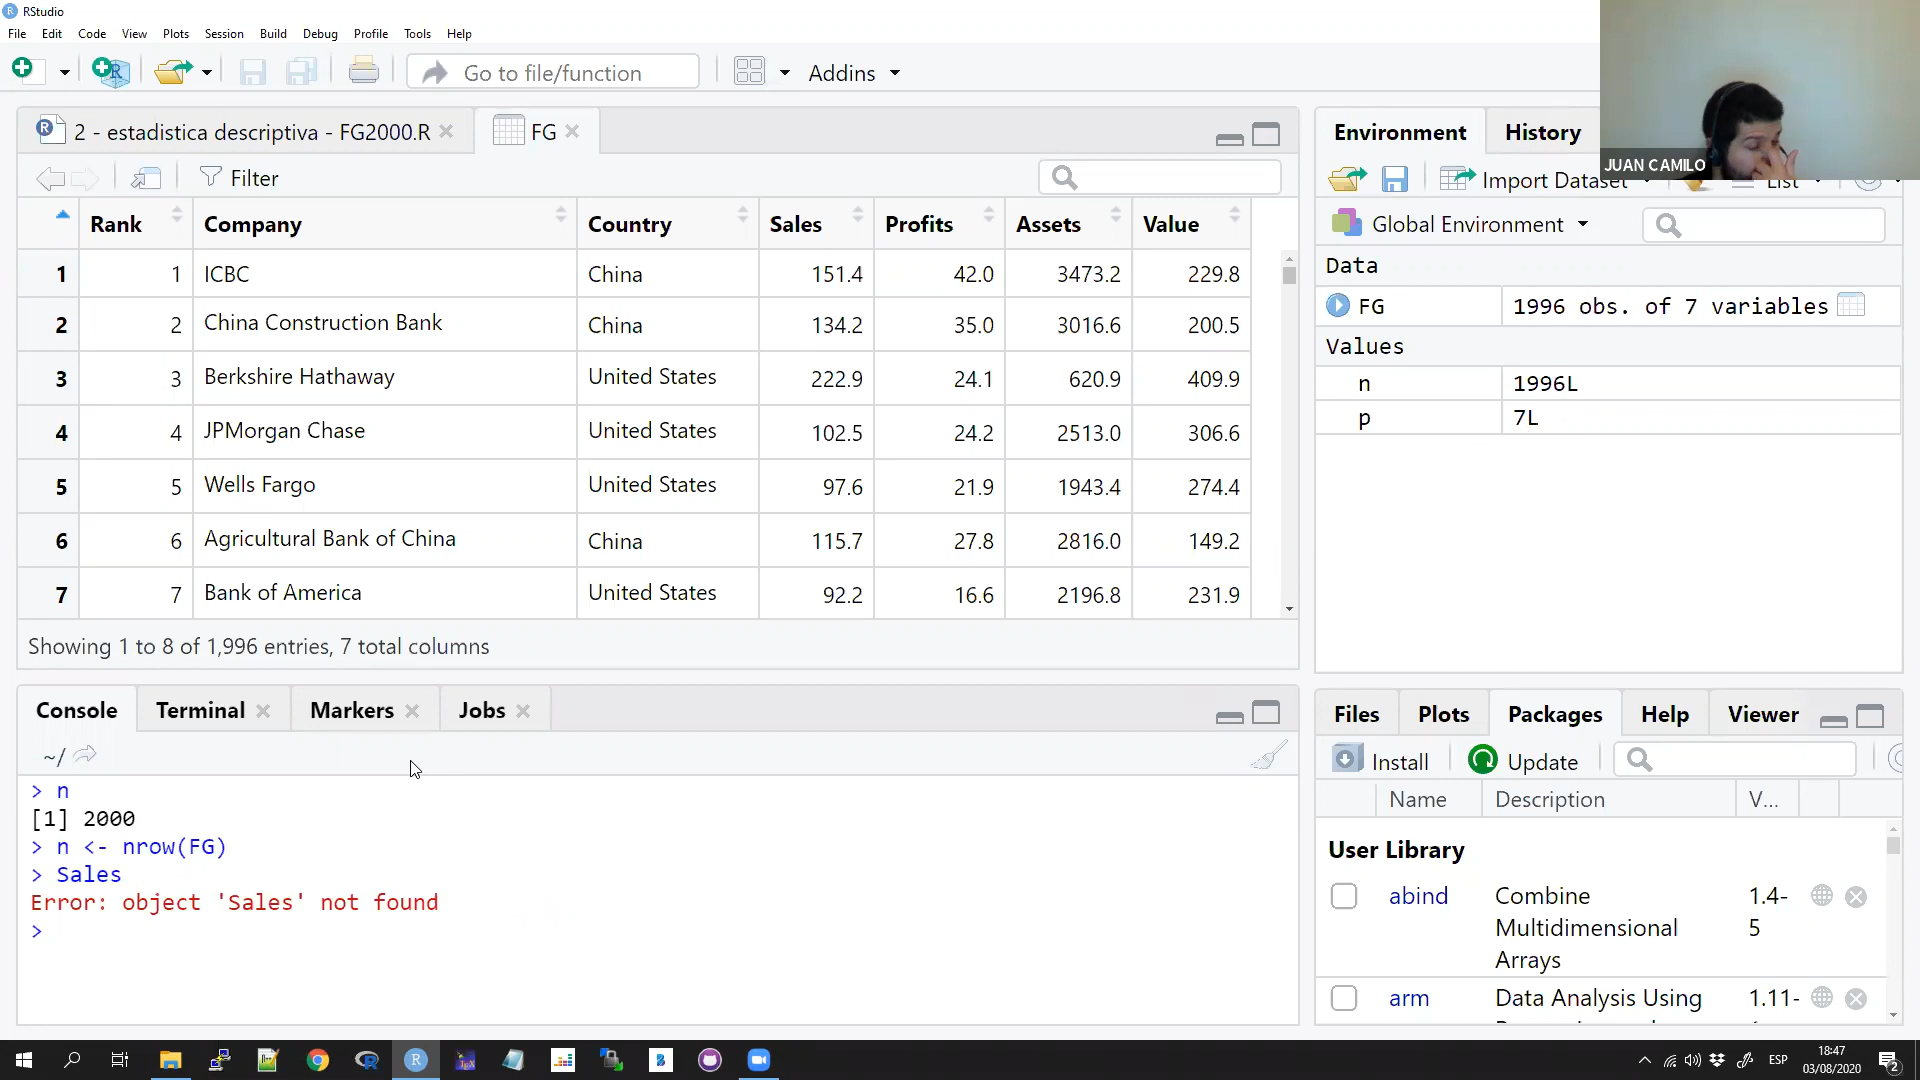 RStudio
File Edit Code View Plots Session Build Debug Profile Tools Help
Go to file/function Addins
2 - estadistica descriptiva - FG2000.R FG
Filter
Rank Company Country Sales Profits Assets Value
1 1 ICBC China 151.4 42.0 3473.2 229.8
2 2 China Construction Bank China 134.2 35.0 3016.6 200.5
3 3 Berkshire Hathaway United States 222.9 24.1 620.9 409.9
4 4 JPMorgan Chase United States 102.5 24.2 2513.0 306.6
5 5 Wells Fargo United States 97.6 21.9 1943.4 274.4
6 6 Agricultural Bank of China China 115.7 27.8 2816.0 149.2
7 7 Bank of America United States 92.2 16.6 2196.8 231.9
Showing 1 to 8 of 1,996 entries, 7 total columns
Console Terminal Markers Jobs
~/
> n
[1] 2000
> n <- nrow(FG)
> Sales
Error: object 'Sales' not found
>
JUAN CAMILO
Environment History
Import Dataset List
Global Environment
Data
FG 1996 obs. of 7 variables
Values
n 1996L
p 7L
Files Plots Packages Help Viewer
Install Update
Name Description V...
User Library
abind Combine 1.4-
Multidimensional 5
Arrays
arm Data Analysis Using 1.11-
ESP
18:47
03/08/2020
2